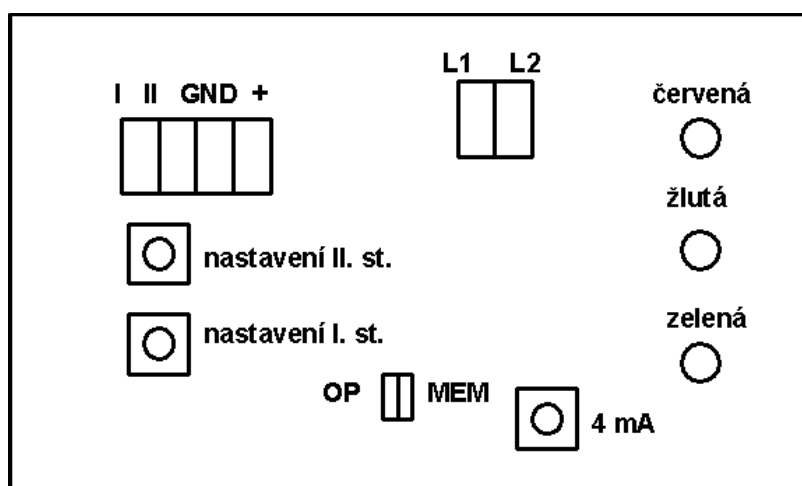 L1 L2
I II GND +
červená
žlutá
nastavení II. st.
zelená
nastavení I. st.
OP MEM
4 mA